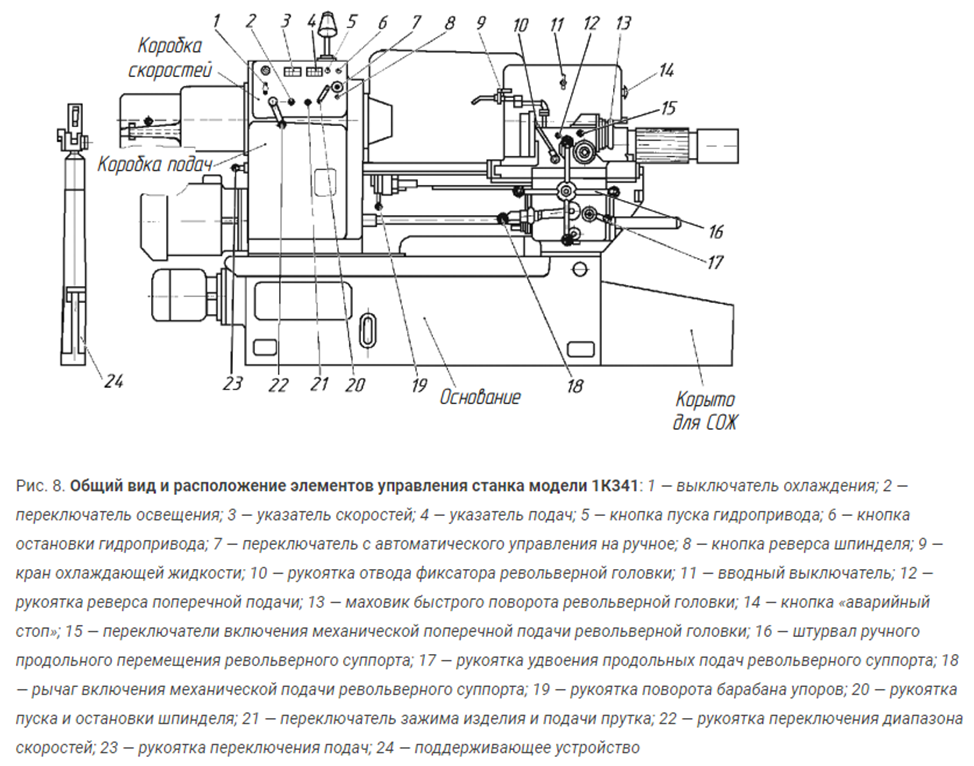 1 2 3 4 5 6 7 8 9 10 11 12 13
Коробка
скоростей
14
15
Коробка подач
16
17
24 23 22 21 20 19 18
Основание
Корыто
для СОЖ
Рис. 8. Общий вид и расположение элементов управления станка модели 1К341: 1 — выключатель охлаждения; 2 —
переключатель освещения; 3 — указатель скоростей; 4 — указатель подач; 5 — кнопка пуска гидропривода; 6 — кнопка
остановки гидропривода; 7 — переключатель с автоматического управления на ручное; 8 — кнопка реверса шпинделя; 9 —
кран охлаждающей жидкости; 10 — рукоятка отвода фиксатора револьверной головки; 11 — вводный выключатель; 12 —
рукоятка реверса поперечной подачи; 13 — маховик быстрого поворота револьверной головки; 14 — кнопка «аварийный
стоп»; 15 — переключатели включения механической поперечной подачи револьверной головки; 16 — штурвал ручного
продольного перемещения револьверного суппорта; 17 — рукоятка удвоения продольных подач револьверного суппорта; 18
— рычаг включения механической подачи револьверного суппорта; 19 — рукоятка поворота барабана упоров; 20 — рукоятка
пуска и остановки шпинделя; 21 — переключатель зажима изделия и подачи прутка; 22 — рукоятка переключения диапазона
скоростей; 23 — рукоятка переключения подач; 24 — поддерживающее устройство